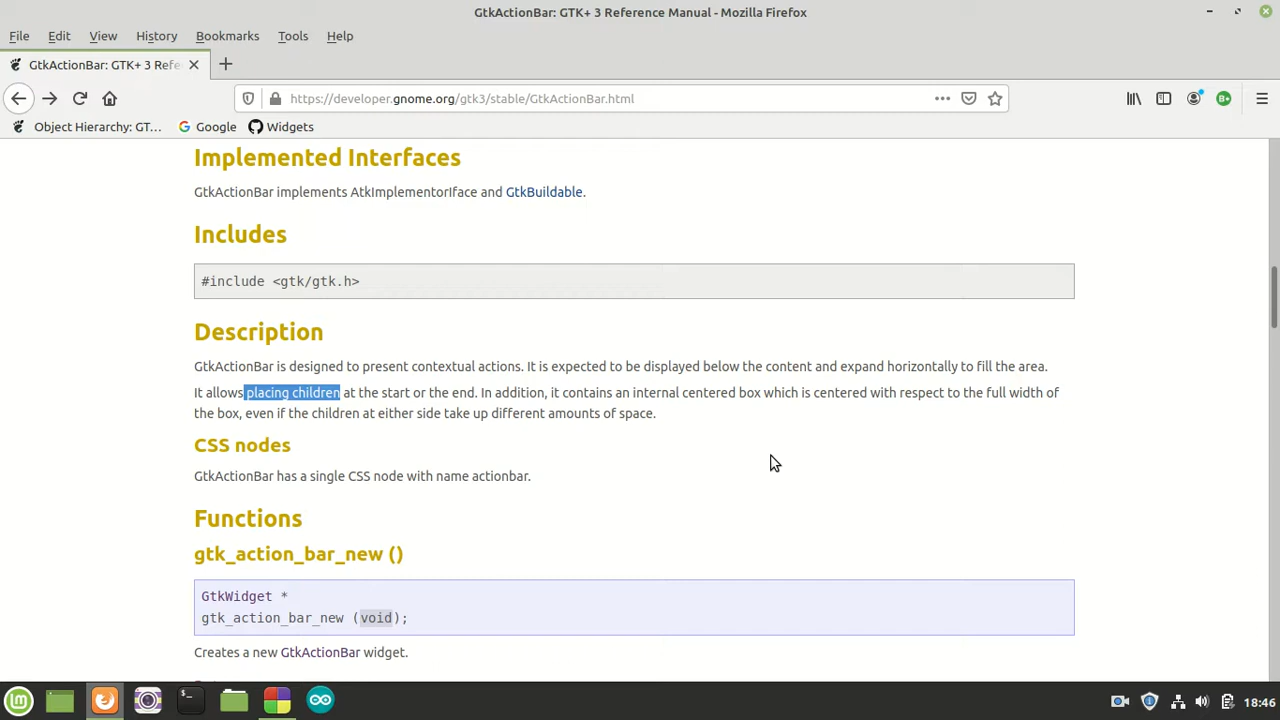 GtkActionBar: GTK+ 3 Reference Manual - Mozilla Firefox
File Edit View History Bookmarks Tools Help
GtkActionBar: GTK+ 3 Refe
https://developer.gnome.org/gtk3/stable/GtkActionBar.html
Object Hierarchy: GT... Google Widgets
Implemented Interfaces
GtkActionBar implements AtkImplementorIface and GtkBuildable.
Includes
#include <gtk/gtk.h>
Description
GtkActionBar is designed to present contextual actions. It is expected to be displayed below the content and expand horizontally to fill the area.
It allows placing children at the start or the end. In addition, it contains an internal centered box which is centered with respect to the full width of
the box, even if the children at either side take up different amounts of space.
CSS nodes
GtkActionBar has a single CSS node with name actionbar.
Functions
gtk_action_bar_new ()
GtkWidget *
gtk_action_bar_new (void);
Creates a new GtkActionBar widget.
18:46